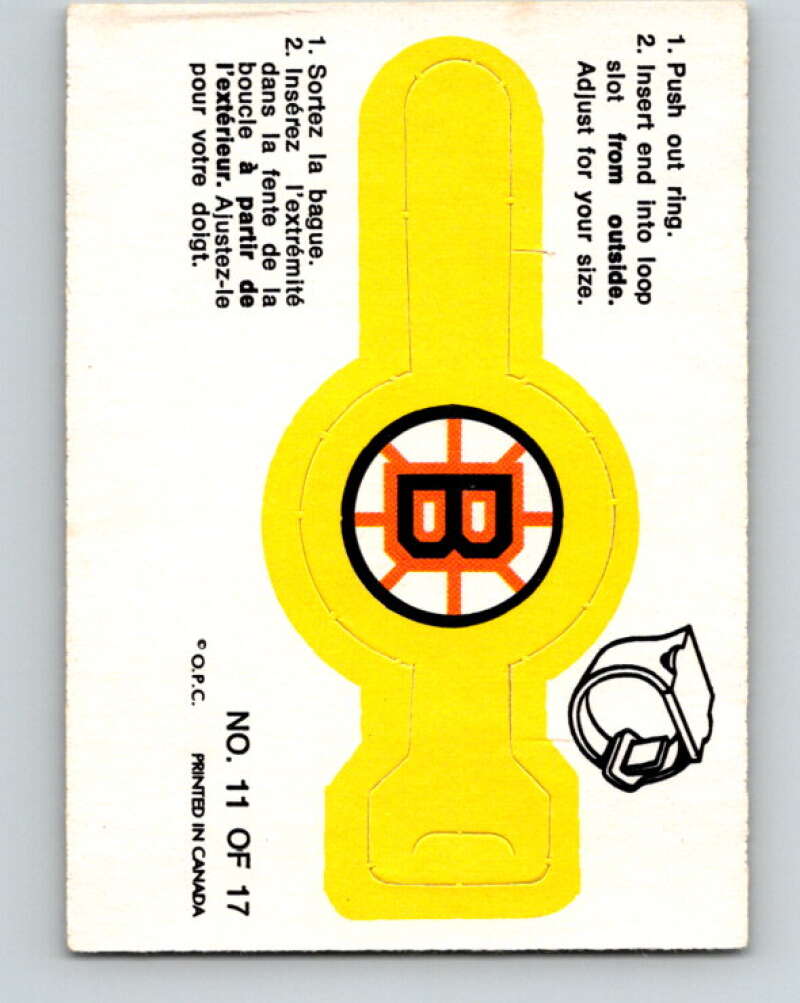 1. Push out ring.
2. Insert end into loop
slot from outside.
Adjust for your size.
1. Sortez la bague.
2. Insérez l'extrémité
dans la fente de la
boucle à partir de
l'extérieur. Ajustez-le
pour votre doigt.
B
NO. 11 OF 17
© O.P.C. PRINTED IN CANADA